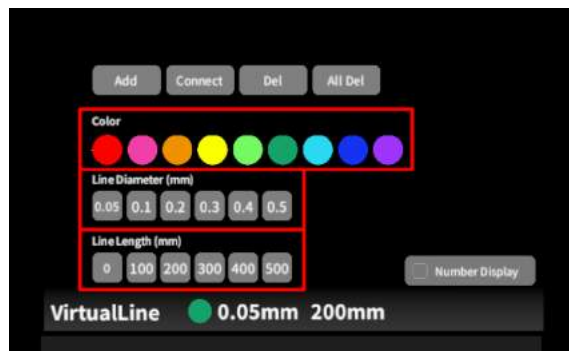 Add Connect Del All Del
Color
Line Diameter (mm)
0.05 0.1 0.2 0.3 0.4 0.5
Line Length (mm)
0 100 200 300 400 500
Number Display
VirtualLine 0.05mm 200mm